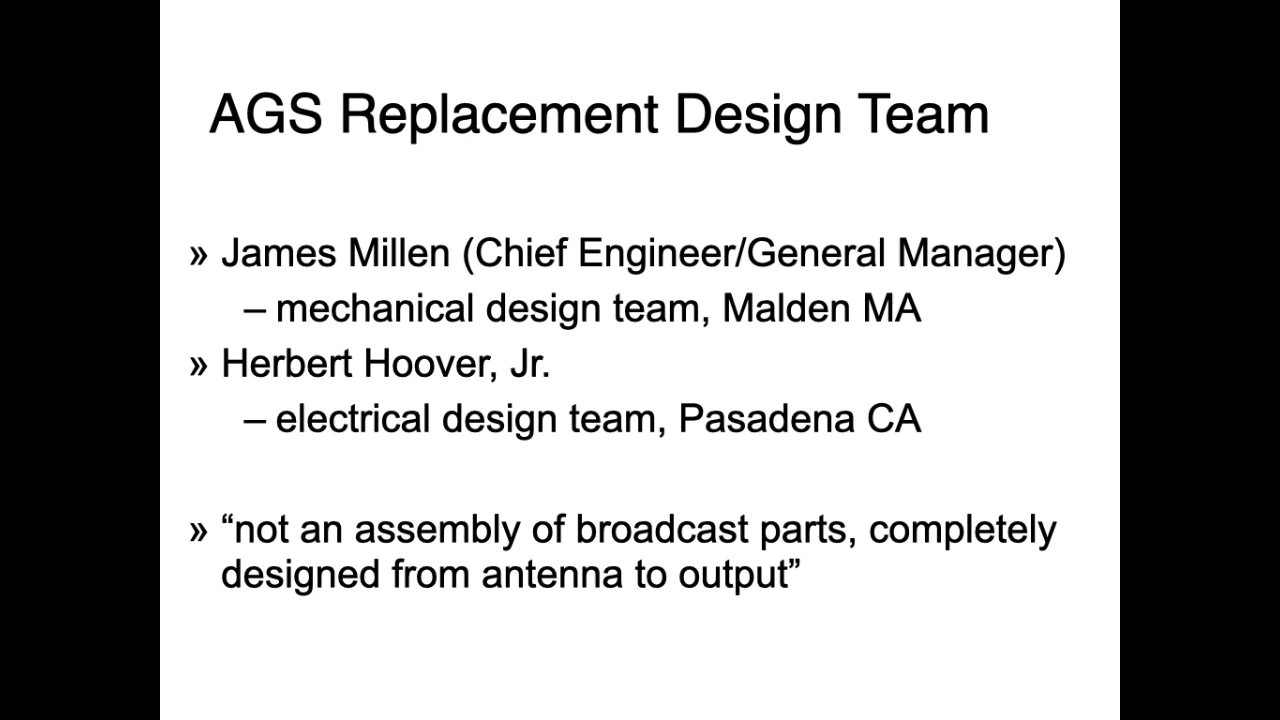 AGS Replacement Design Team
» James Millen (Chief Engineer/General Manager)
– mechanical design team, Malden MA
» Herbert Hoover, Jr.
– electrical design team, Pasadena CA
» “not an assembly of broadcast parts, completely
designed from antenna to output”